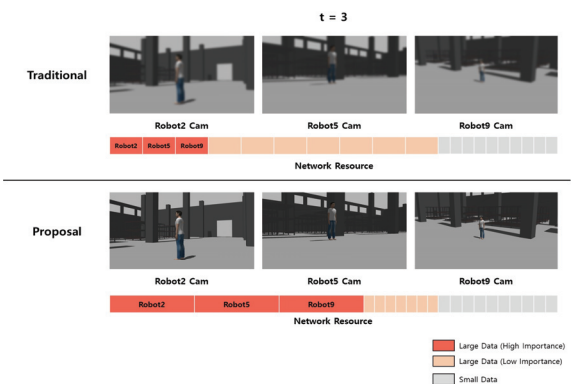 t = 3
Traditional
Robot2 Cam
Robot5 Cam
Robot9 Cam
Robot2 Robot5 Robot9
Network Resource
Proposal
Robot2 Cam
Robot5 Cam
Robot9 Cam
Robot2 Robot5 Robot9
Network Resource
Large Data (High Importance)
Large Data (Low Importance)
Small Data